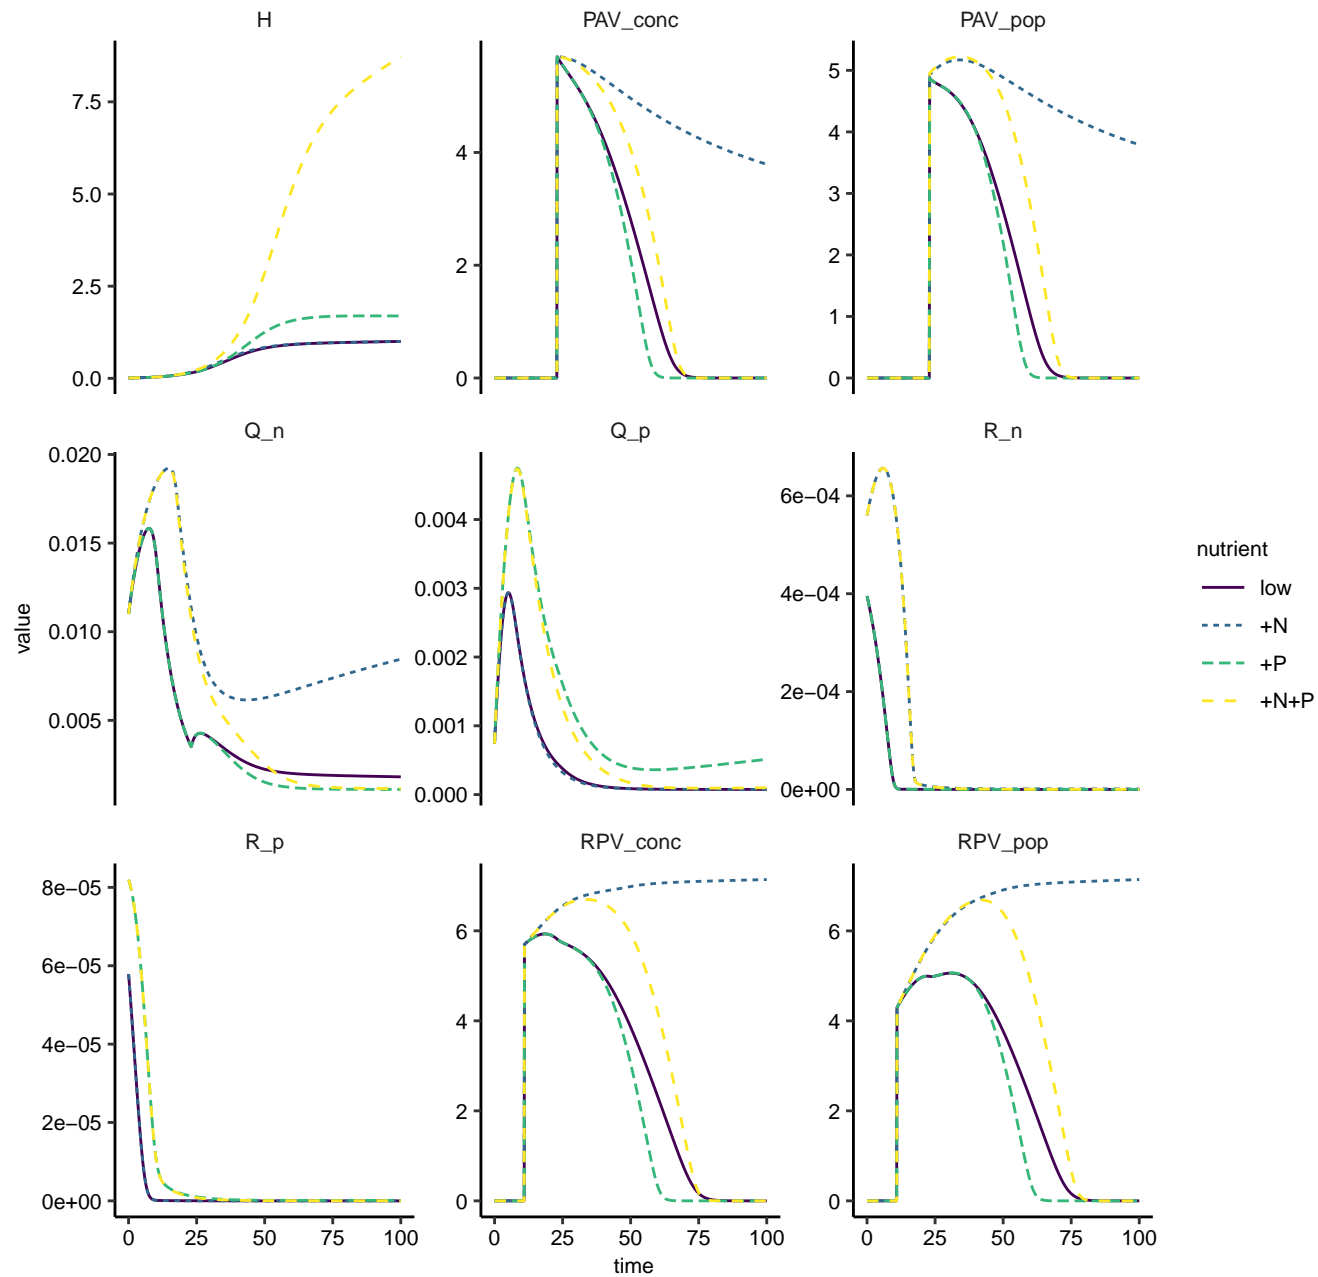 H PAV_conc PAV_pop
7.5
5.0
2.5
0.0
4
2
0
5
4
3
2
1
0
Q_n Q_p R_n
0.020
0.015
0.010
0.005
0.004
0.003
0.002
0.001
0.000
6e−04
4e−04
2e−04
0e+00
value
nutrient
low
+N
+P
+N+P
R_p RPV_conc RPV_pop
8e−05
6e−05
4e−05
2e−05
0e+00
6
4
2
0
6
4
2
0
0 25 50 75 100 0 25 50 75 100 0 25 50 75 100
time